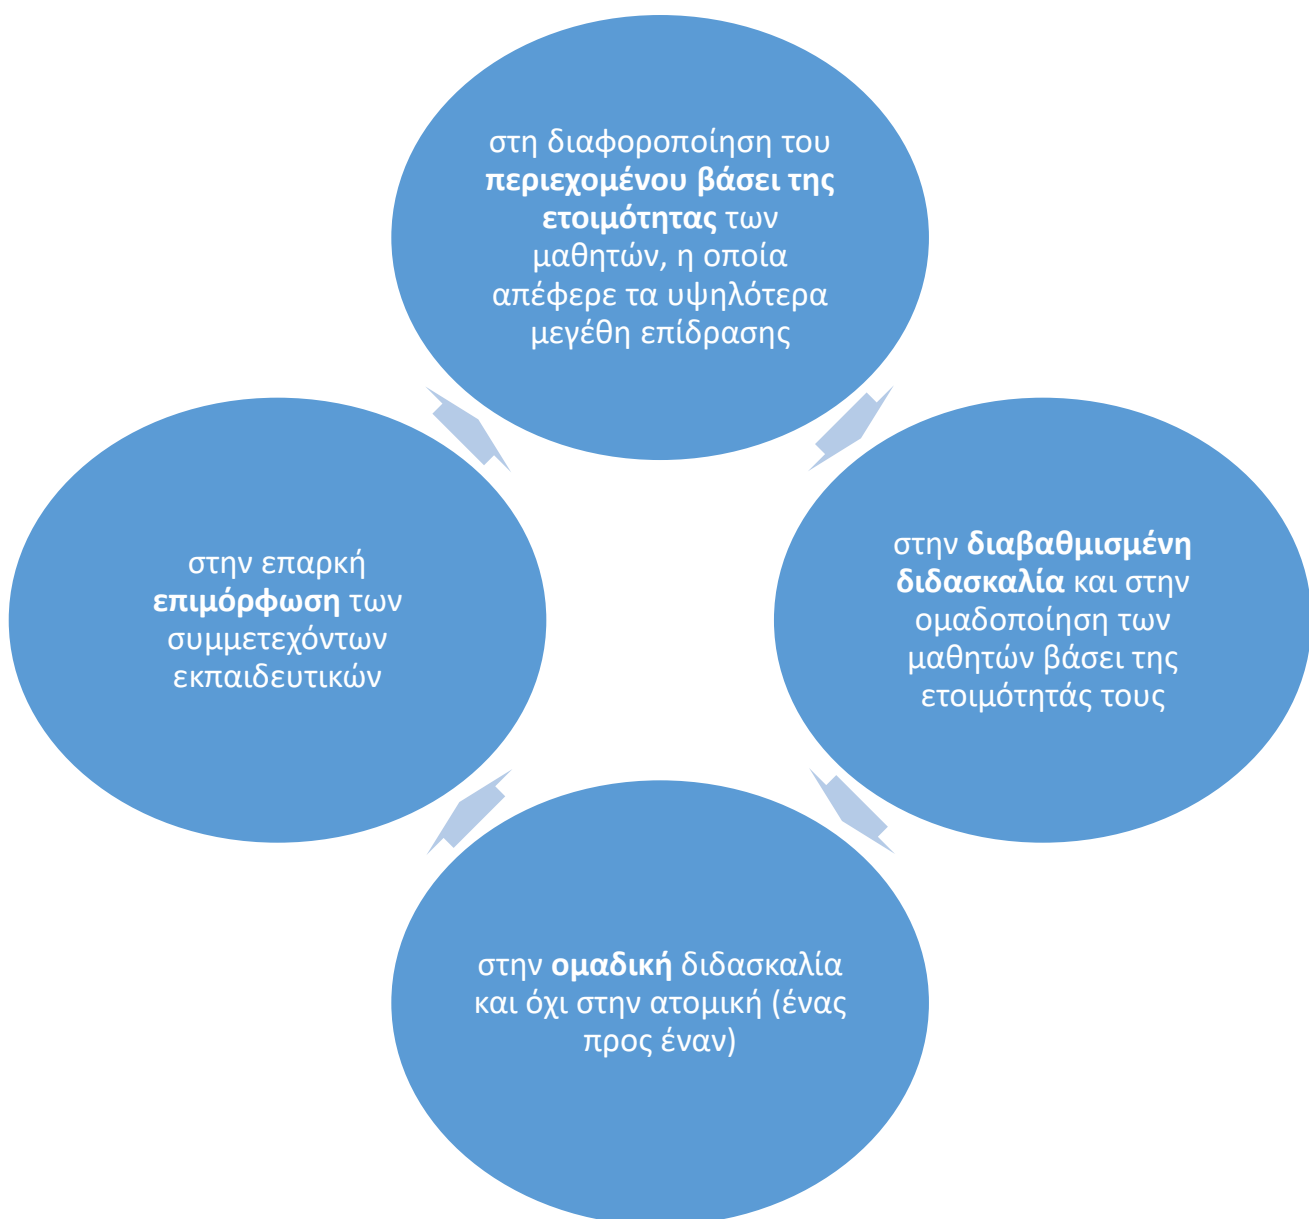 στη διαφοροποίηση του
περιεχομένου βάσει της
ετοιμότητας των
μαθητών, η οποία
απέφερε τα υψηλότερα
μεγέθη επίδρασης
στην διαβαθμισμένη
διδασκαλία και στην
ομαδοποίηση των
μαθητών βάσει της
ετοιμότητάς τους
στην ομαδική διδασκαλία
και όχι στην ατομική (ένας
προς έναν)
στην επαρκή
επιμόρφωση των
συμμετεχόντων
εκπαιδευτικών